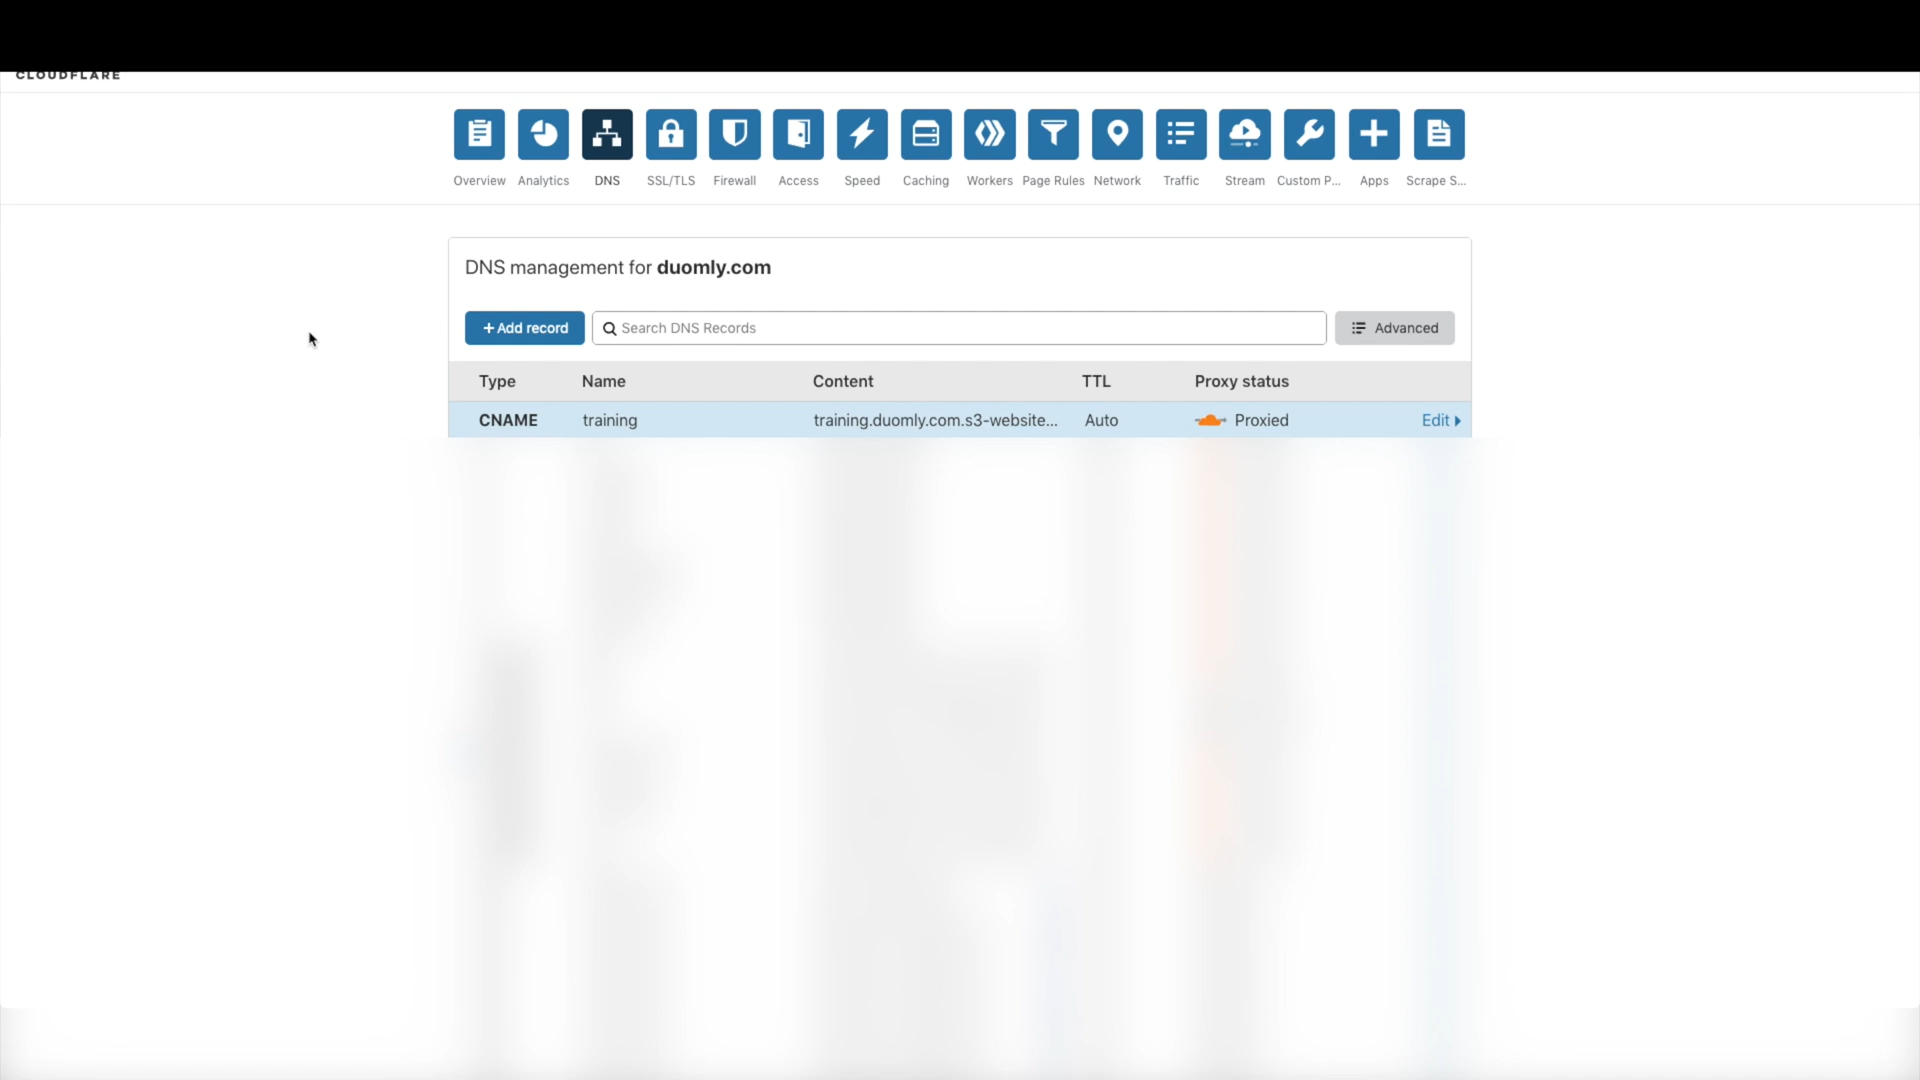 CLOUDFLARE
Overview Analytics DNS SSL/TLS Firewall Access Speed Caching Workers Page Rules Network Traffic Stream Custom P... Apps Scrape S...
DNS management for duomly.com
+ Add record Search DNS Records Advanced
Type Name Content TTL Proxy status
CNAME training training.duomly.com.s3-website... Auto Proxied Edit